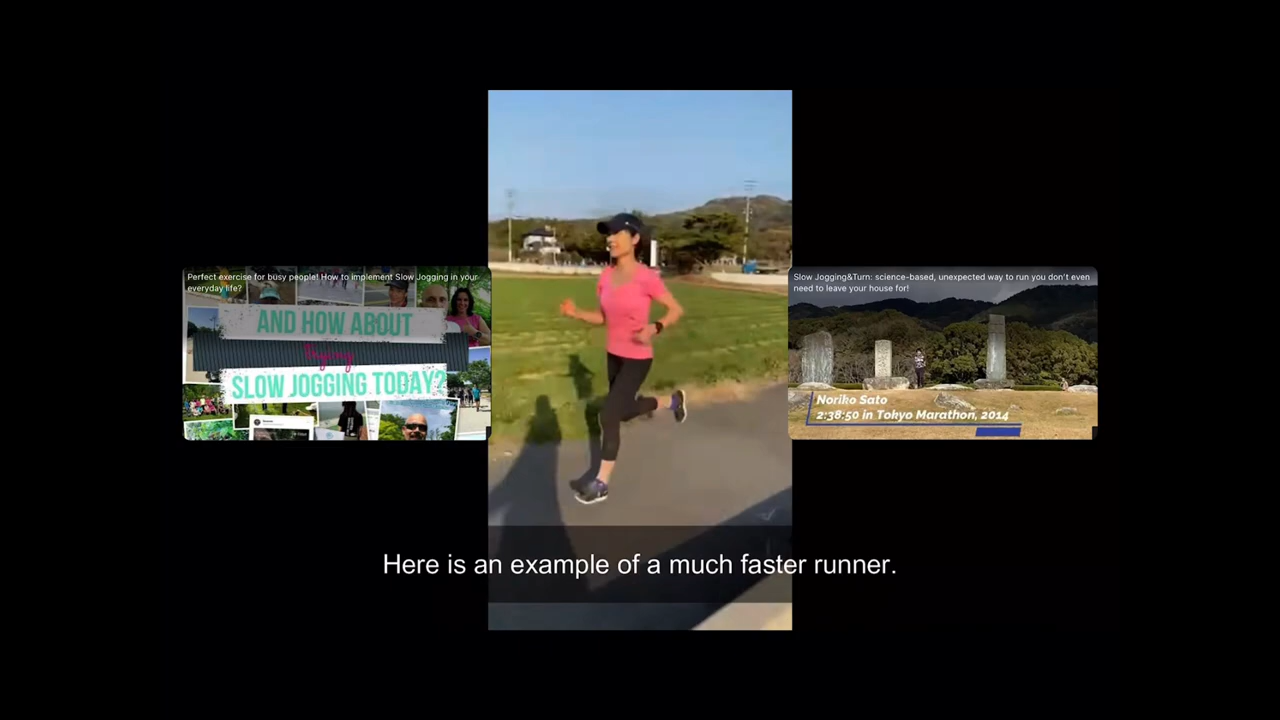 Perfect exercise for busy people! How to implement Slow Jogging in your
everyday life?
AND HOW ABOUT
Enjoying
SLOW JOGGING TODAY?
Slow Jogging&Turn: science-based, unexpected way to run you don't even
need to leave your house for!
Noriko Sato
2:38:50 in Tokyo Marathon, 2014
Here is an example of a much faster runner.